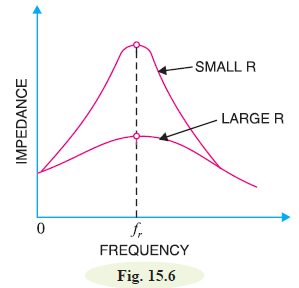 SMALL R
LARGE R
IMPEDANCE
0
fr
FREQUENCY
Fig. 15.6